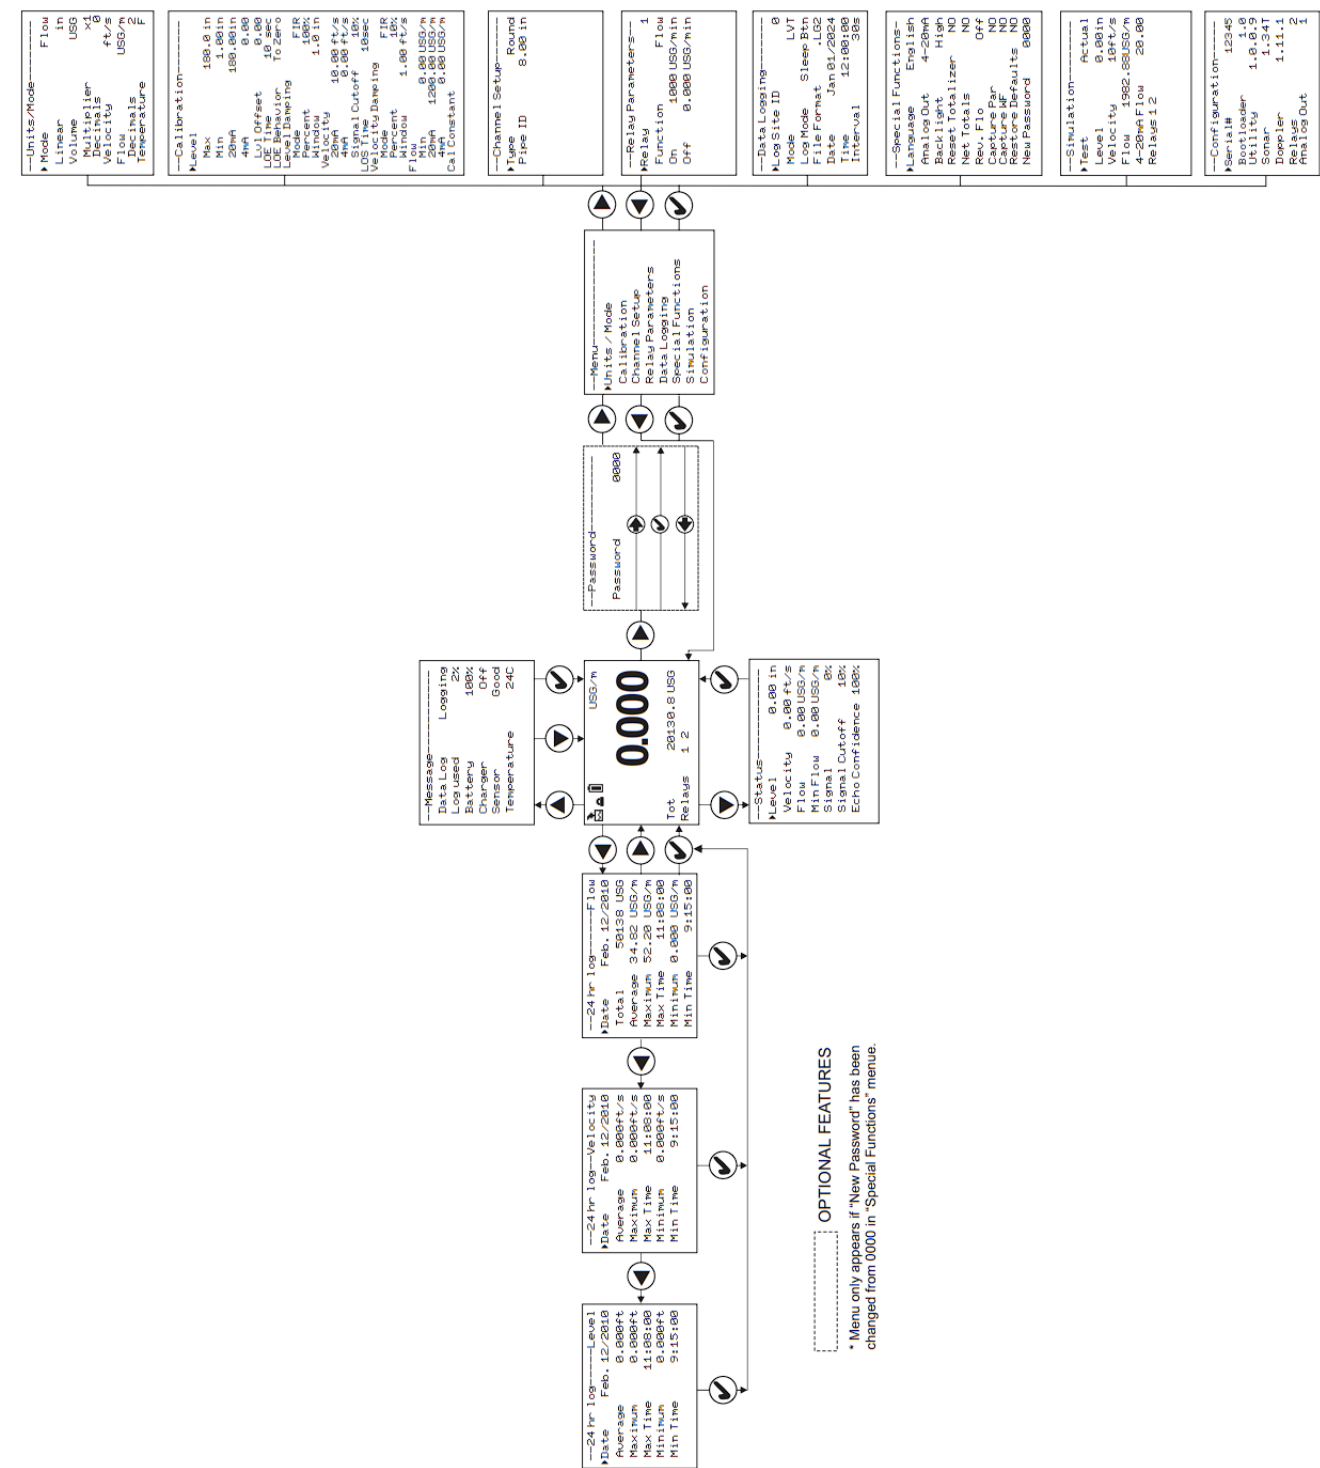 --24 hr log-----Level
▶Date Feb. 12/2010
Average 0.000ft
Maximum 0.000ft
Max Time 11:08:00
Minimum 0.000ft
Min Time 9:15:00
--24 hr log--Velocity
▶Date Feb. 12/2010
Average 0.000ft/s
Maximum 0.000ft/s
Max Time 11:08:00
Minimum 0.000ft/s
Min Time 9:15:00
--24 hr log------Flow
▶Date Feb. 12/2010
Total 50138 USG
Average 34.82 USG/m
Maximum 52.20 USG/m
Max Time 11:08:00
Minimum 0.000 USG/m
Min Time 9:15:00
--Message------------
Data Log Logging
Log used 2%
Battery 100%
Charger Off
Sensor Good
Temperature 24C
USG/m
0.000
Tot 20130.8 USG
Relays 1 2
--Status-------------
▶Level 0.00 in
Velocity 0.00 ft/s
Flow 0.00 USG/m
Min Flow 0.00 USG/m
Signal 0%
Signal Cutoff 10%
Echo Confidence 100%
--Password-----------
Password 0000
--Menu---------------
▶Units / Mode
Calibration
Channel Setup
Relay Parameters
Data Logging
Special Functions
Simulation
Configuration
--Units/Mode---------
▶Mode Flow
Linear in
Volume USG
Multiplier x1
Decimals 0
Velocity ft/s
Flow USG/m
Decimals 2
Temperature F
--Calibration--------
▶Level
Max 180.0 in
Min 1.00in
20mA 180.00in
4mA 0.00
Lvl Offset 0.00
LOE Time 10 sec
LOE Behavior To Zero
Level Damping
Mode FIR
Percent 100%
Window 1.0 in
Velocity
20mA 10.00 ft/s
4mA 0.00 ft/s
Signal Cutoff 10%
LOS Time 10sec
Velocity Damping
Mode FIR
Percent 10%
Window 1.00 ft/s
Flow
Min 0.00 USG/m
20mA 1200.00 USG/m
4mA 0.00 USG/m
Cal Constant
--Channel Setup------
▶Type Round
Pipe ID 8.00 in
--Relay Parameters---
▶Relay 1
Function Flow
On 1000 USG/min
Off 0.000 USG/min
--Data Logging-------
▶Log Site ID 0
Mode LVT
Log Mode Sleep Btn
File Format .LG2
Date Jan 01/2024
Time 12:00:00
Interval 30s
--Special Functions-
▶Language English
Analog Out 4-20mA
Backlight High
Reset Totalizer NO
New Totals NO
Rev. Flo Off
Capture Par NO
Capture WF NO
Restore Defaults NO
New Password 0000
--Simulation---------
▶Test Actual
Level 0.00in
Velocity 10ft/s
Flow 1982.88USG/m
4-20mA Flow 20.00
Relays 1 2
--Configuration------
▶Serial# 12345
Bootloader 1.0
Utility 1.0.0.9
Sonar 1.34T
Doppler 1.11.1
Relays 2
Analog Out 1
OPTIONAL FEATURES
* Menu only appears if "New Password" has been
changed from 0000 in "Special Functions" menue.